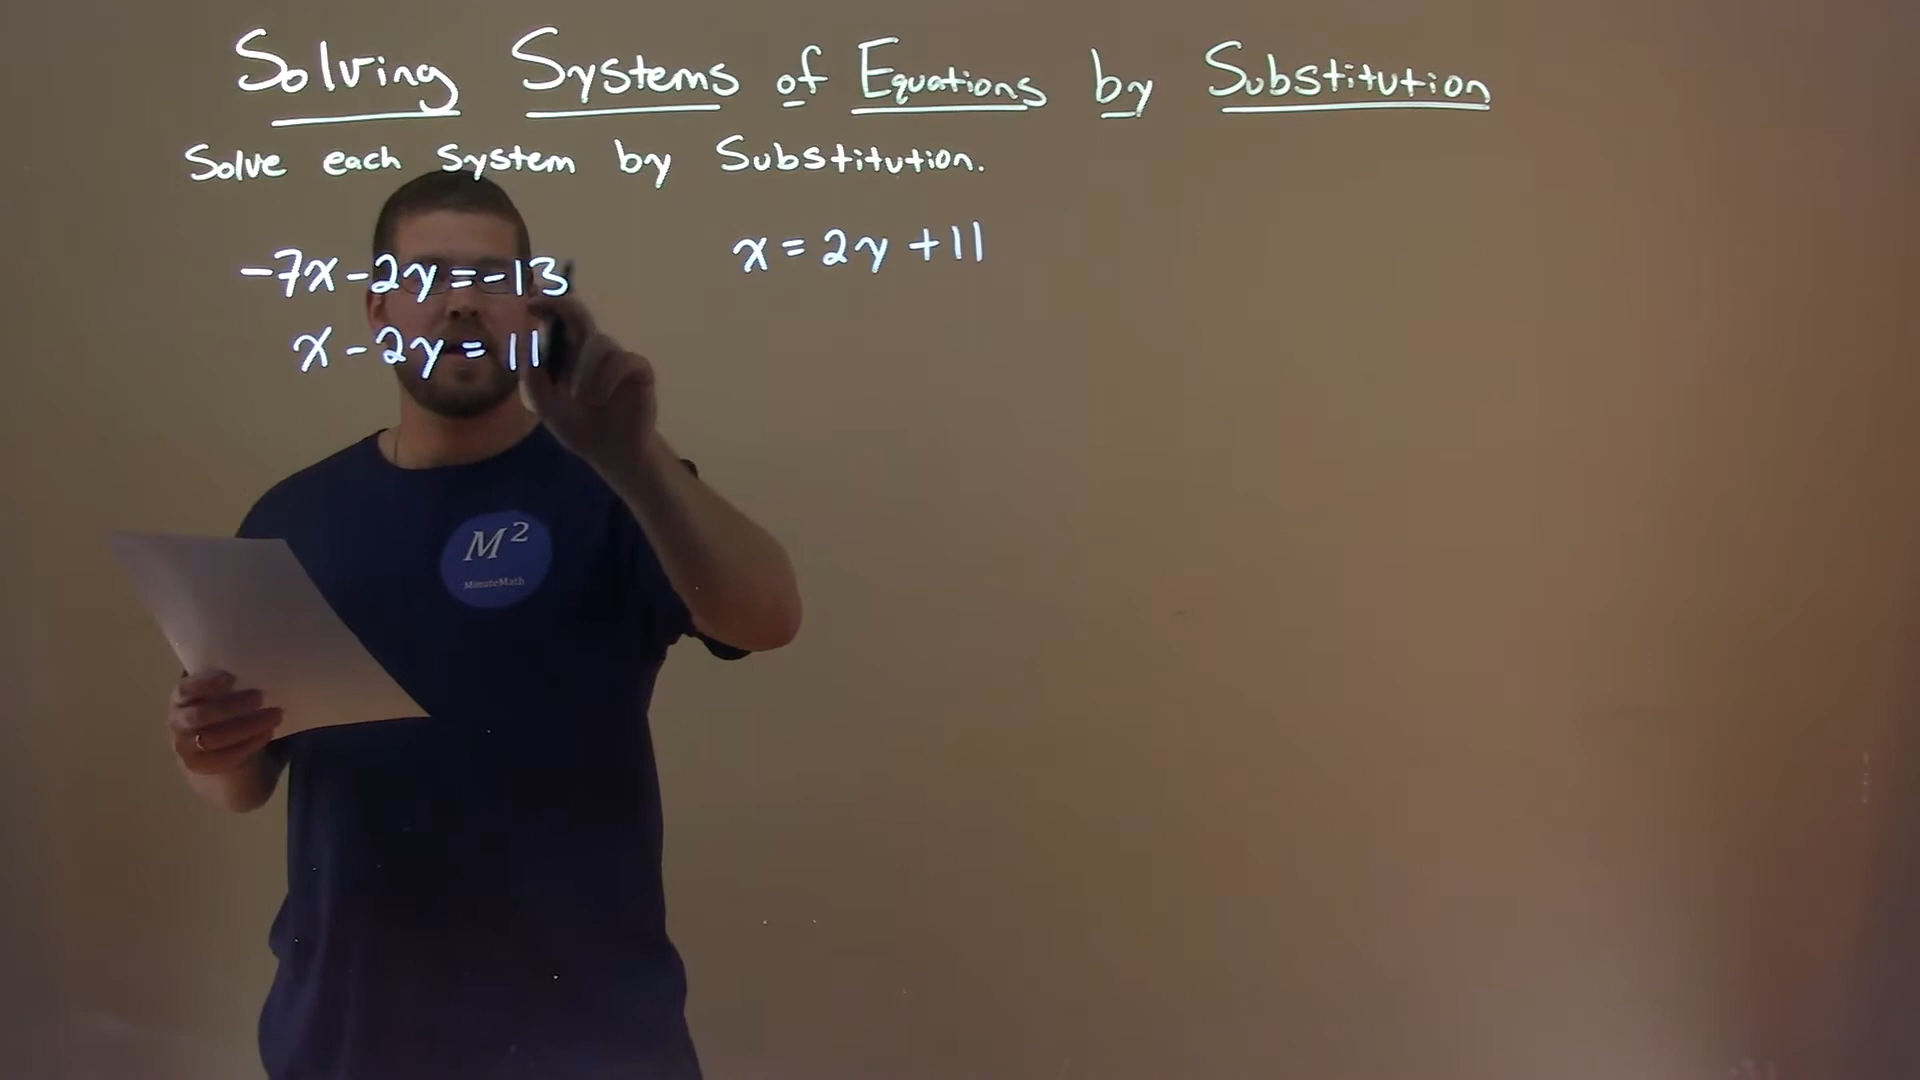 Solving Systems of Equations by Substitution
Solve each system by Substitution.
-7x-2y=-13
x-2y=11
x=2y+11
M²
MinuteMath